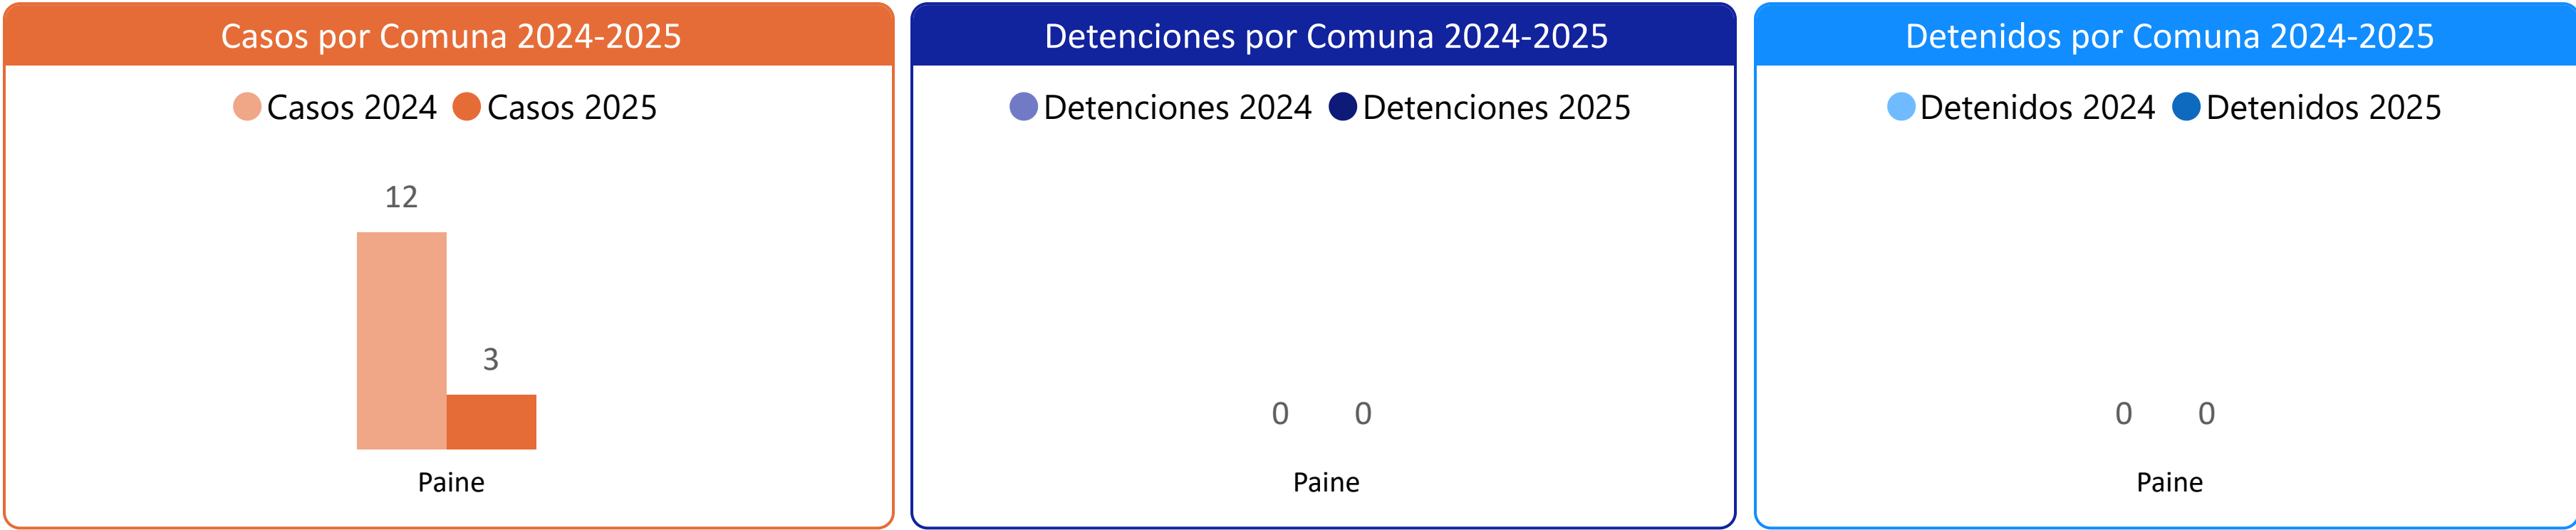 Casos por Comuna 2024-2025
Casos 2024 Casos 2025
12
3
Paine
Detenciones por Comuna 2024-2025
Detenciones 2024 Detenciones 2025
0 0
Paine
Detenidos por Comuna 2024-2025
Detenidos 2024 Detenidos 2025
0 0
Paine